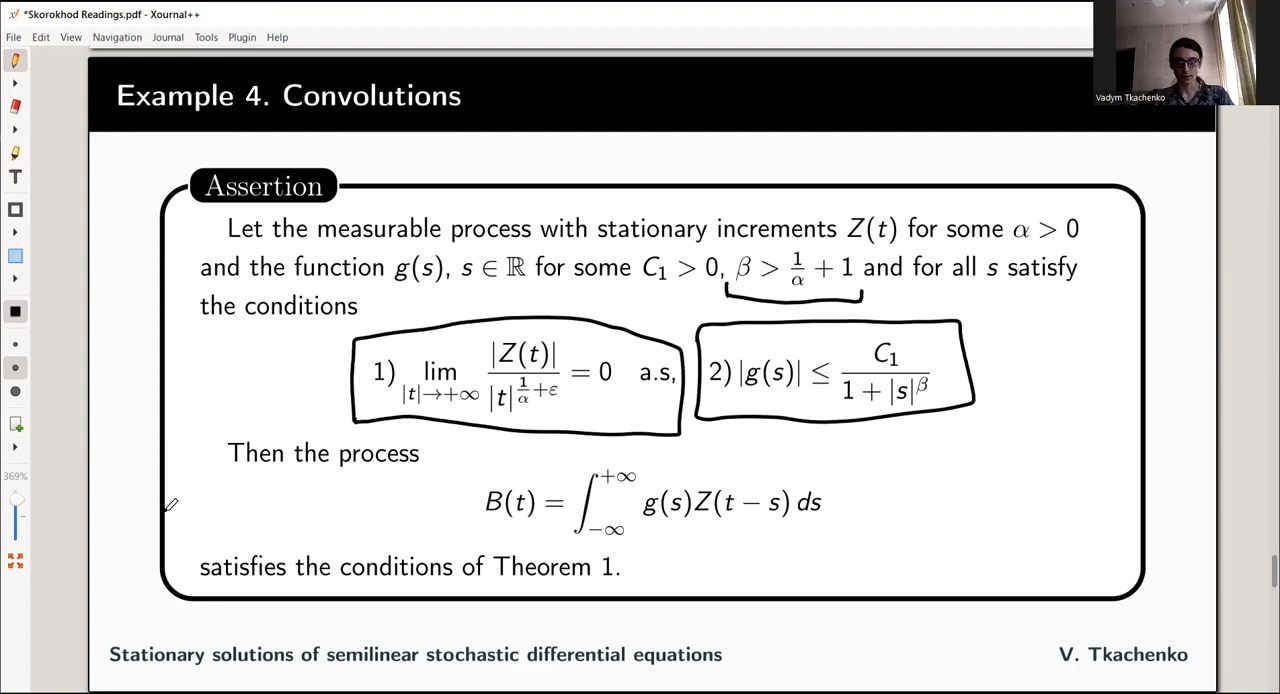 *Skorokhod Readings.pdf - Xournal++
File Edit View Navigation Journal Tools Plugin Help
Vadym Tkachenko
Example 4. Convolutions
Assertion
Let the measurable process with stationary increments Z(t) for some α > 0
and the function g(s), s ∈ ℝ for some C₁ > 0, β > 1/α + 1 and for all s satisfy
the conditions
1) lim_{|t|→+∞} |Z(t)| / |t|^{1/α + ε} = 0 a.s, 2) |g(s)| ≤ C₁ / (1 + |s|^β)
Then the process
B(t) = ∫_{−∞}^{+∞} g(s)Z(t − s) ds
satisfies the conditions of Theorem 1.
369%
Stationary solutions of semilinear stochastic differential equations V. Tkachenko